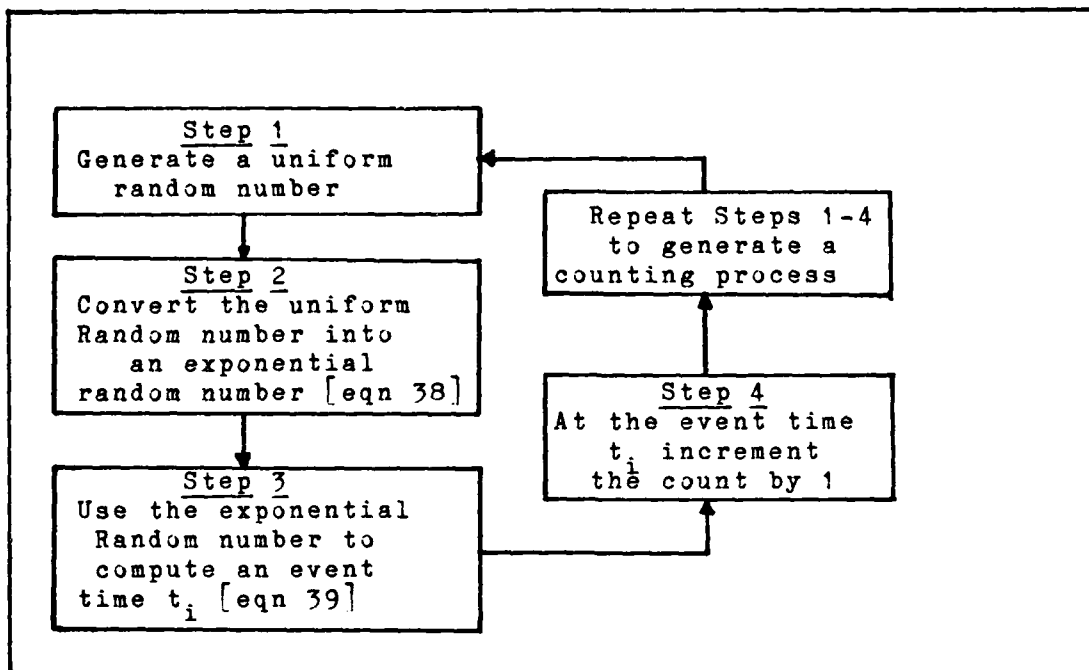 Step 1
Generate a uniform
random number
Step 2
Convert the uniform
Random number into
an exponential
random number [eqn 38]
Step 3
Use the exponential
Random number to
compute an event
time t_i [eqn 39]
Step 4
At the event time
t_i increment
the count by 1
Repeat Steps 1-4
to generate a
counting process